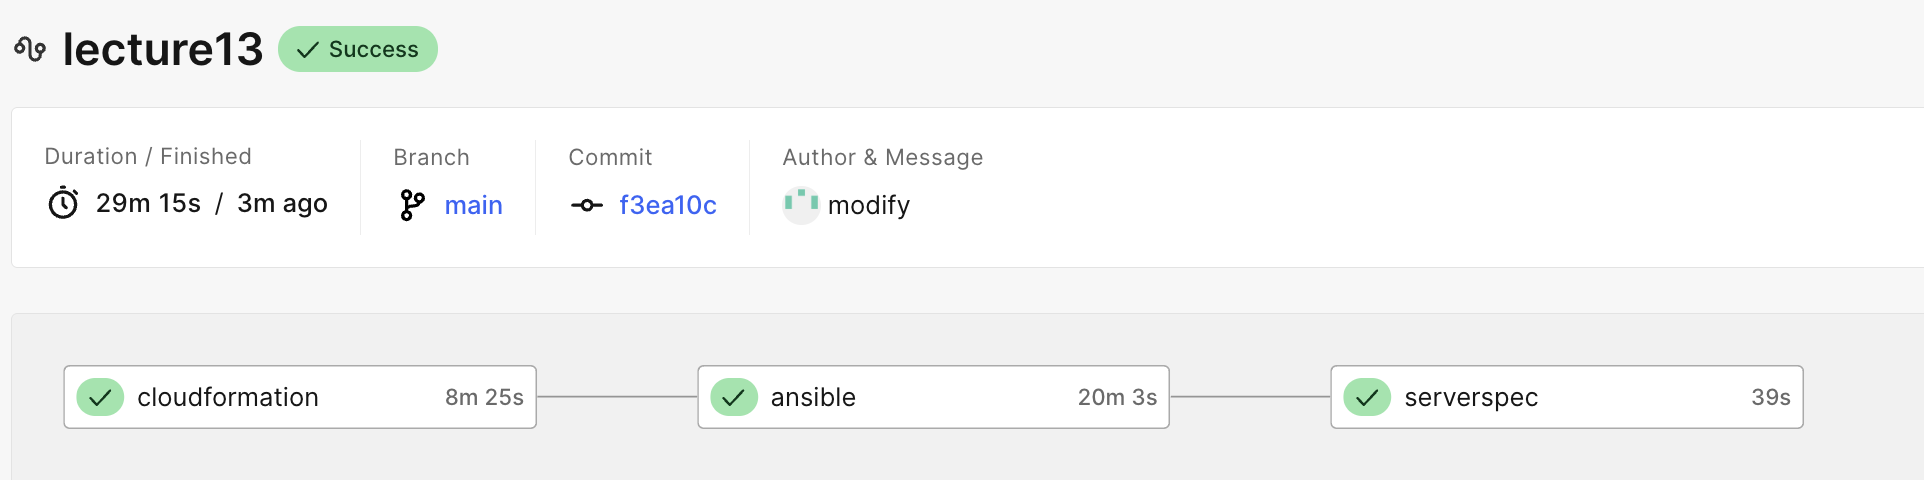 lecture13 Success
Duration / Finished
29m 15s / 3m ago
Branch
main
Commit
f3ea10c
Author & Message
modify
cloudformation 8m 25s
ansible 20m 3s
serverspec 39s